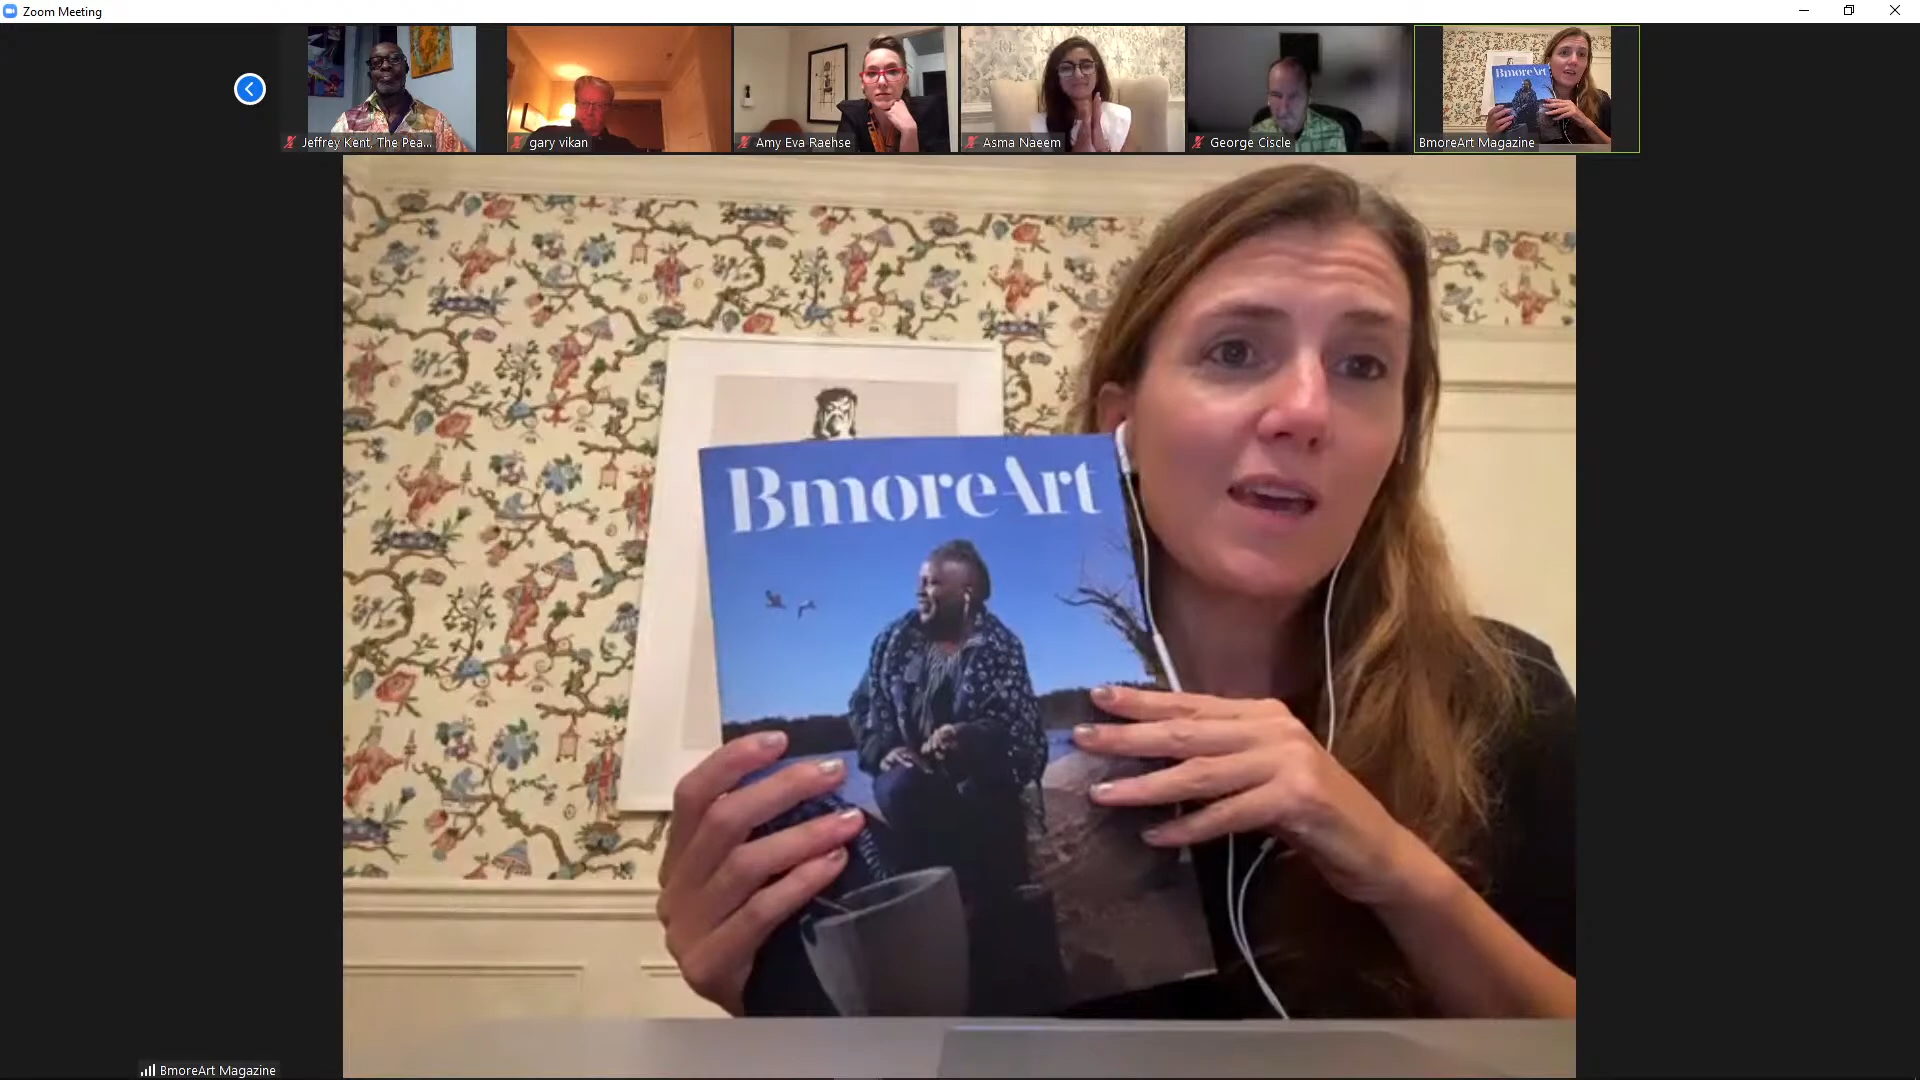 Zoom Meeting
Jeffrey Kent, The Pea...
gary vikan
Amy Eva Raehse
Asma Naeem
George Ciscle
BmoreArt Magazine
BmoreArt
BmoreArt
BmoreArt Magazine